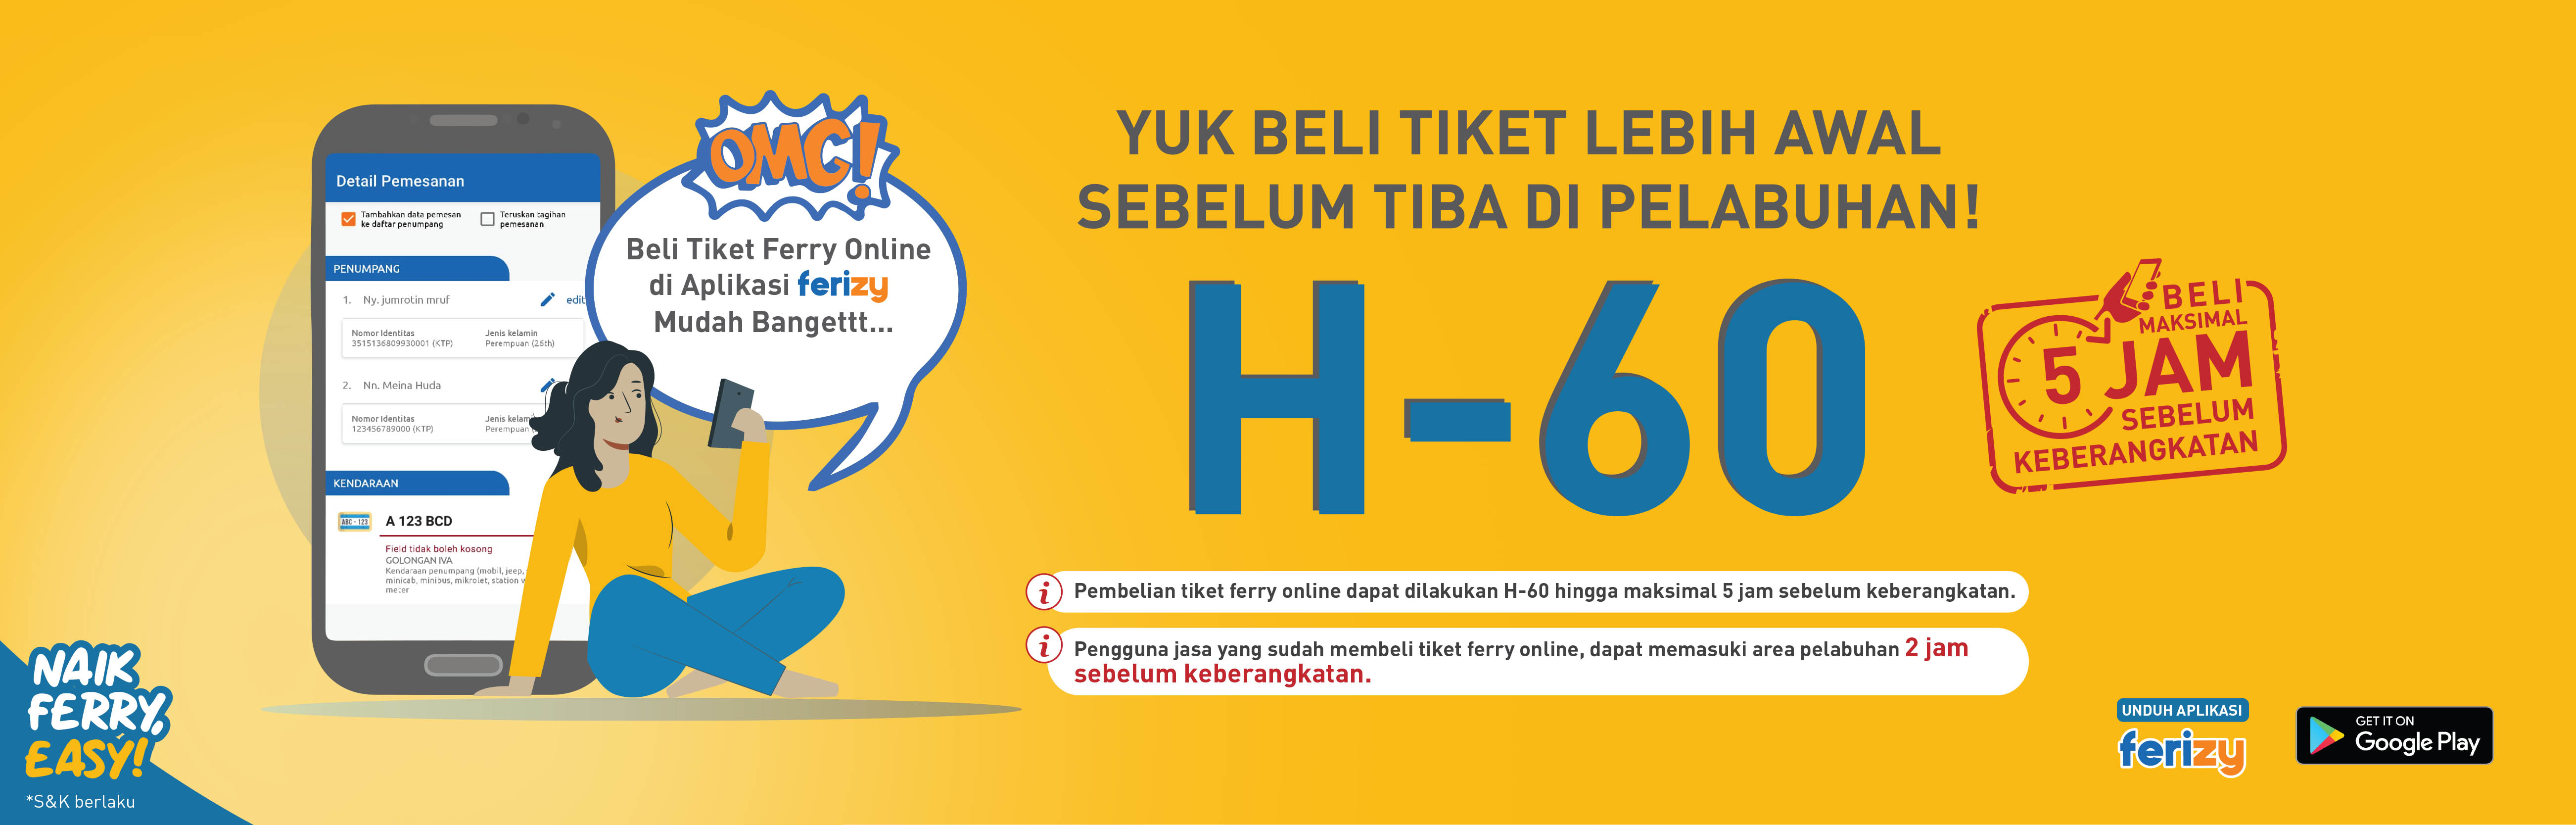 Detail Pemesanan
Tambahkan data pemesan
ke daftar penumpang
Teruskan tagihan
pemesanan
PENUMPANG
1. Ny. jumrotin mruf
edit
Nomor Identitas
3515136809930001 (KTP)
Jenis kelamin
Perempuan (26th)
2. Nn. Meina Huda
Nomor Identitas
123456789000 (KTP)
Jenis kelam
Perempuan
KENDARAAN
ABC - 123
A 123 BCD
Field tidak boleh kosong
GOLONGAN IVA
Kendaraan penumpang (mobil, jeep,
minicab, minibus, mikrolet, station w
meter
OMG!
Beli Tiket Ferry Online
di Aplikasi ferizy
Mudah Bangettt...
YUK BELI TIKET LEBIH AWAL
SEBELUM TIBA DI PELABUHAN!
H-60
BELI
MAKSIMAL
5 JAM
SEBELUM
KEBERANGKATAN
i Pembelian tiket ferry online dapat dilakukan H-60 hingga maksimal 5 jam sebelum keberangkatan.
i Pengguna jasa yang sudah membeli tiket ferry online, dapat memasuki area pelabuhan 2 jam
sebelum keberangkatan.
NAIK
FERRY,
EASY!
*S&K berlaku
UNDUH APLIKASI
ferizy
GET IT ON
Google Play